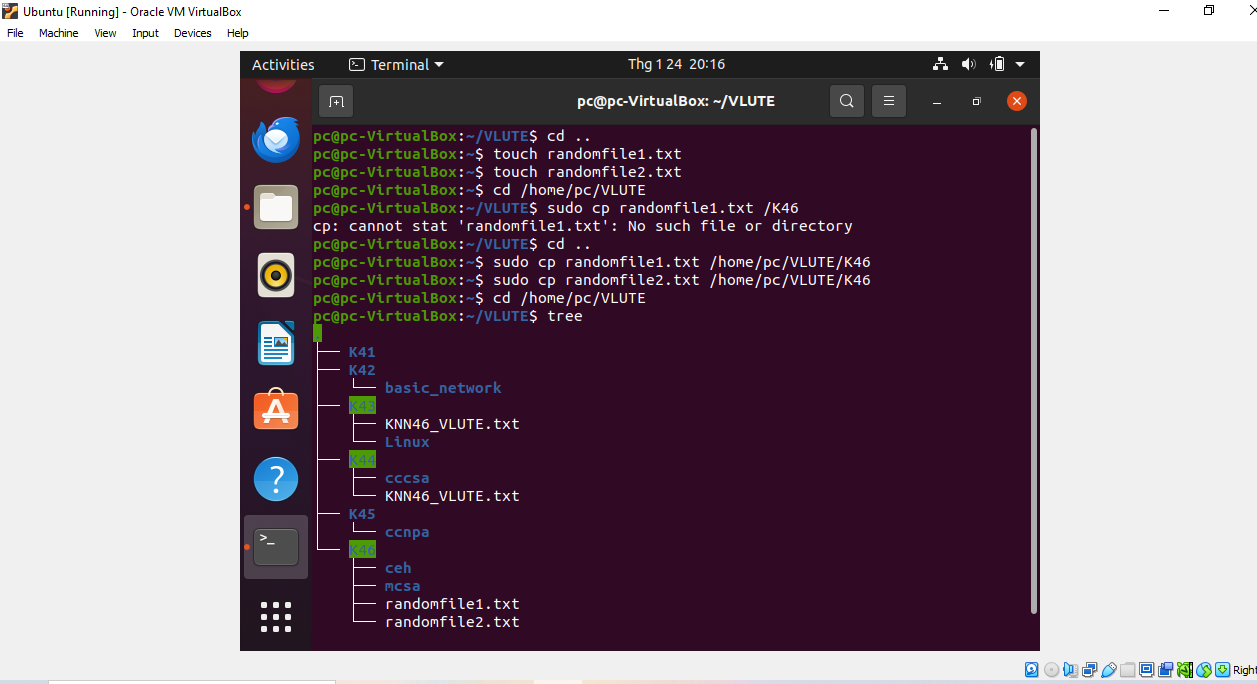 Ubuntu [Running] - Oracle VM VirtualBox
File Machine View Input Devices Help
Activities Terminal Thg 1 24 20:16
pc@pc-VirtualBox: ~/VLUTE
pc@pc-VirtualBox:~/VLUTE$ cd ..
pc@pc-VirtualBox:~$ touch randomfile1.txt
pc@pc-VirtualBox:~$ touch randomfile2.txt
pc@pc-VirtualBox:~$ cd /home/pc/VLUTE
pc@pc-VirtualBox:~/VLUTE$ sudo cp randomfile1.txt /K46
cp: cannot stat 'randomfile1.txt': No such file or directory
pc@pc-VirtualBox:~/VLUTE$ cd ..
pc@pc-VirtualBox:~$ sudo cp randomfile1.txt /home/pc/VLUTE/K46
pc@pc-VirtualBox:~$ sudo cp randomfile2.txt /home/pc/VLUTE/K46
pc@pc-VirtualBox:~$ cd /home/pc/VLUTE
pc@pc-VirtualBox:~/VLUTE$ tree
.
├── K41
├── K42
│   └── basic_network
├── K43
│   ├── KNN46_VLUTE.txt
│   └── Linux
├── K44
│   ├── cccsa
│   └── KNN46_VLUTE.txt
├── K45
│   └── ccnpa
└── K46
    ├── ceh
    ├── mcsa
    ├── randomfile1.txt
    └── randomfile2.txt
Right